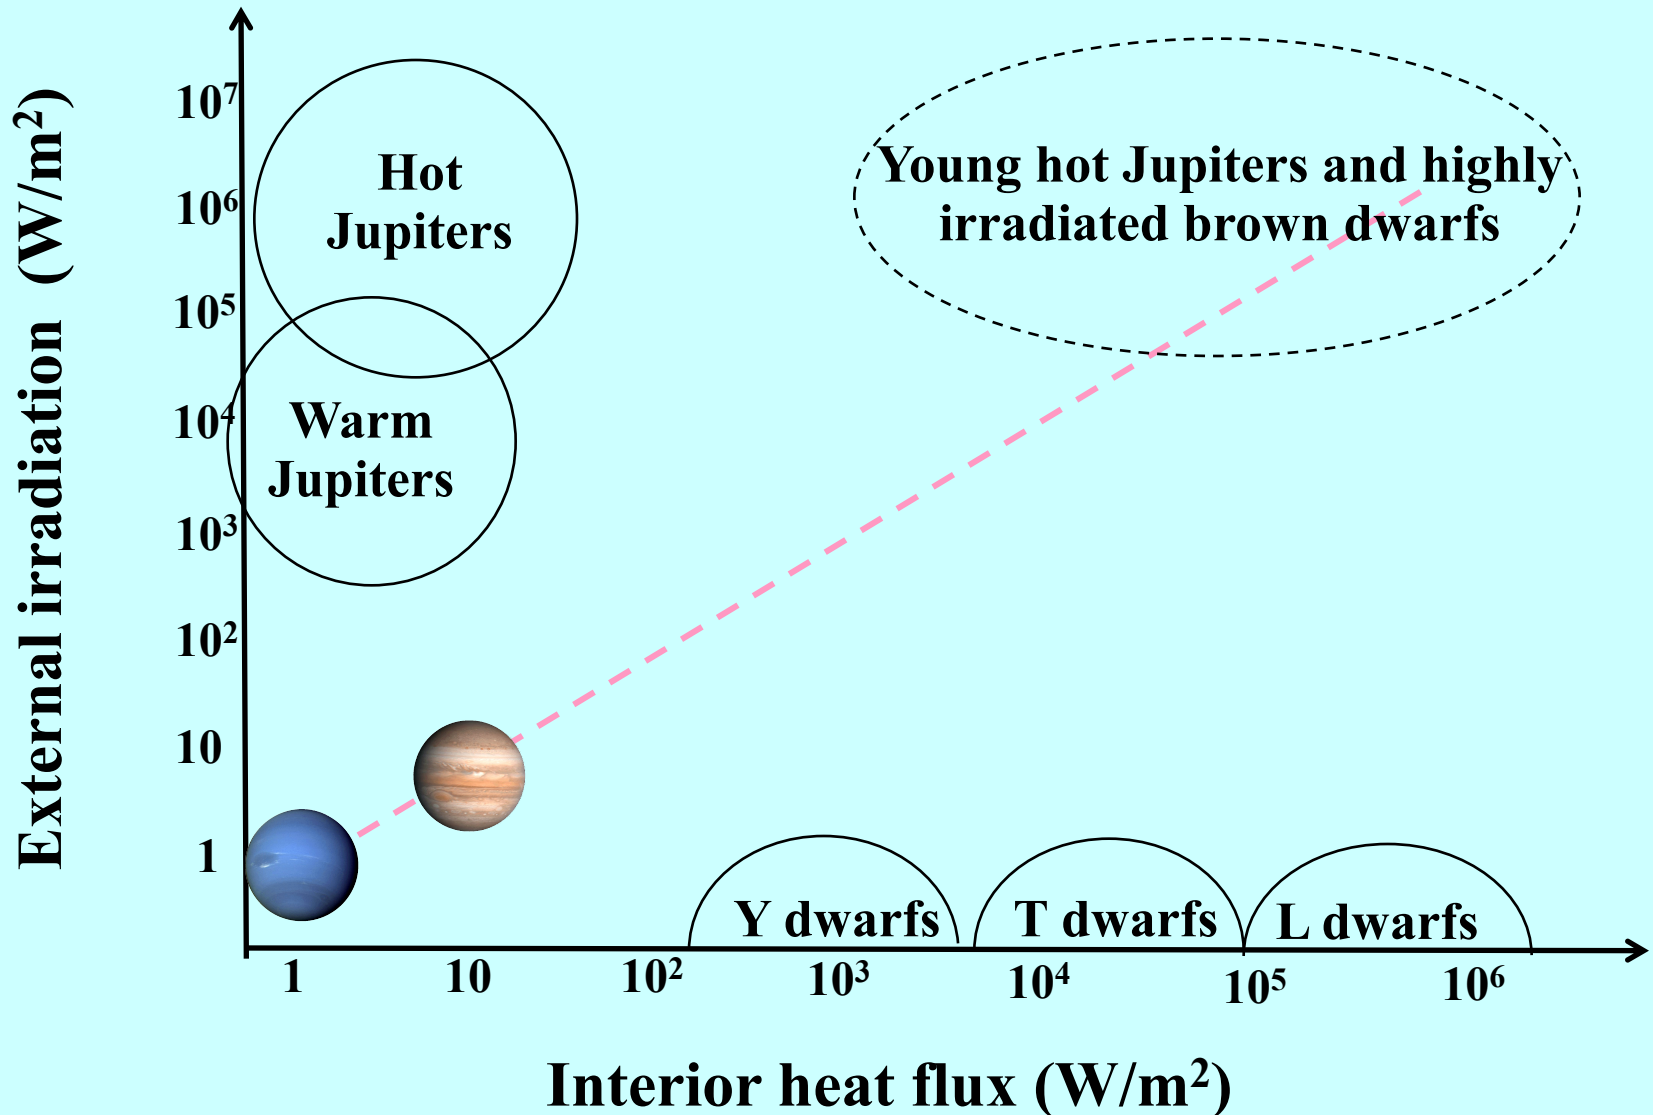 External irradiation (W/m²)
10⁷
10⁶
10⁵
10⁴
10³
10²
10
1
Hot
Jupiters
Warm
Jupiters
Young hot Jupiters and highly
irradiated brown dwarfs
Y dwarfs
T dwarfs
L dwarfs
1
10
10²
10³
10⁴
10⁵
10⁶
Interior heat flux (W/m²)